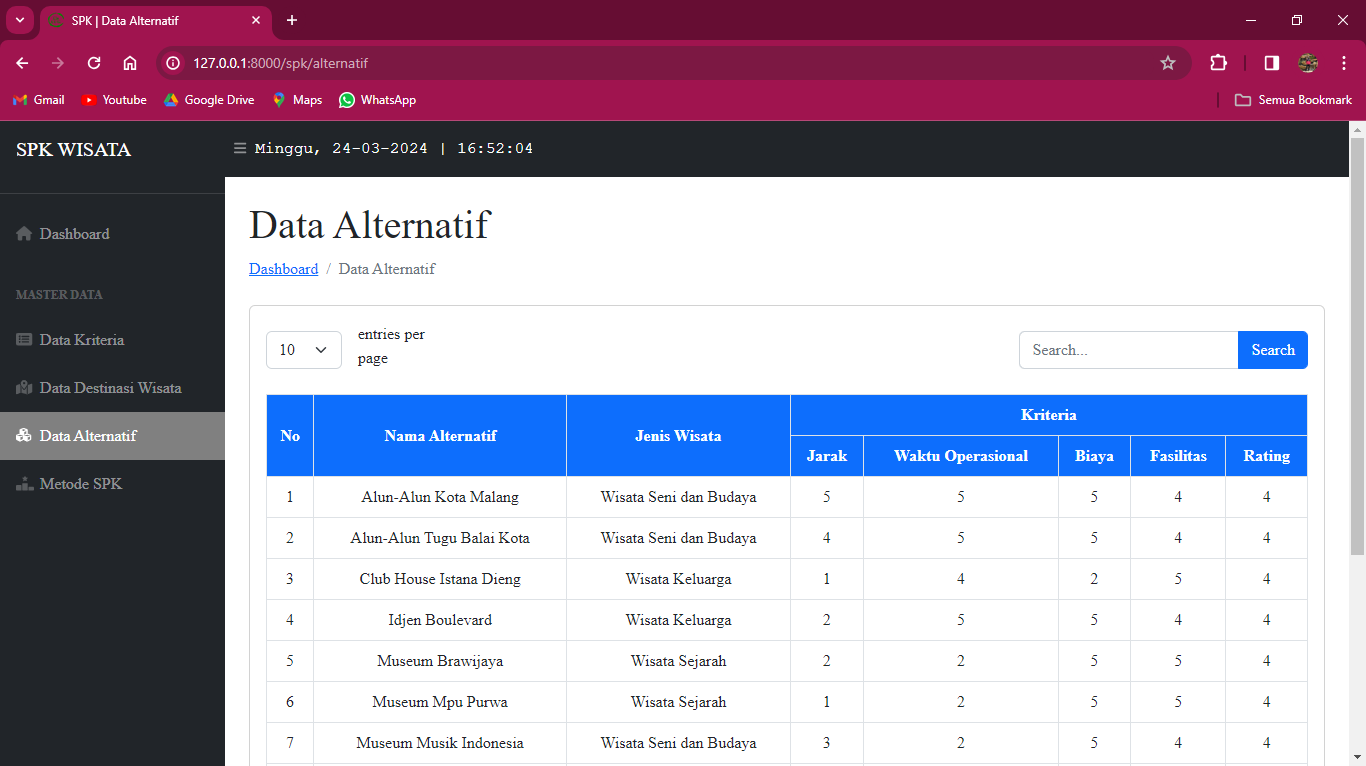 SPK | Data Alternatif
127.0.0.1:8000/spk/alternatif
Gmail Youtube Google Drive Maps WhatsApp Semua Bookmark
SPK WISATA
Minggu, 24-03-2024 | 16:52:04
Dashboard
MASTER DATA
Data Kriteria
Data Destinasi Wisata
Data Alternatif
Metode SPK
Data Alternatif
Dashboard / Data Alternatif
10 entries per page
Search... Search
No Nama Alternatif Jenis Wisata Kriteria
Jarak Waktu Operasional Biaya Fasilitas Rating
1 Alun-Alun Kota Malang Wisata Seni dan Budaya 5 5 5 4 4
2 Alun-Alun Tugu Balai Kota Wisata Seni dan Budaya 4 5 5 4 4
3 Club House Istana Dieng Wisata Keluarga 1 4 2 5 4
4 Idjen Boulevard Wisata Keluarga 2 5 5 4 4
5 Museum Brawijaya Wisata Sejarah 2 2 5 5 4
6 Museum Mpu Purwa Wisata Sejarah 1 2 5 5 4
7 Museum Musik Indonesia Wisata Seni dan Budaya 3 2 5 4 4